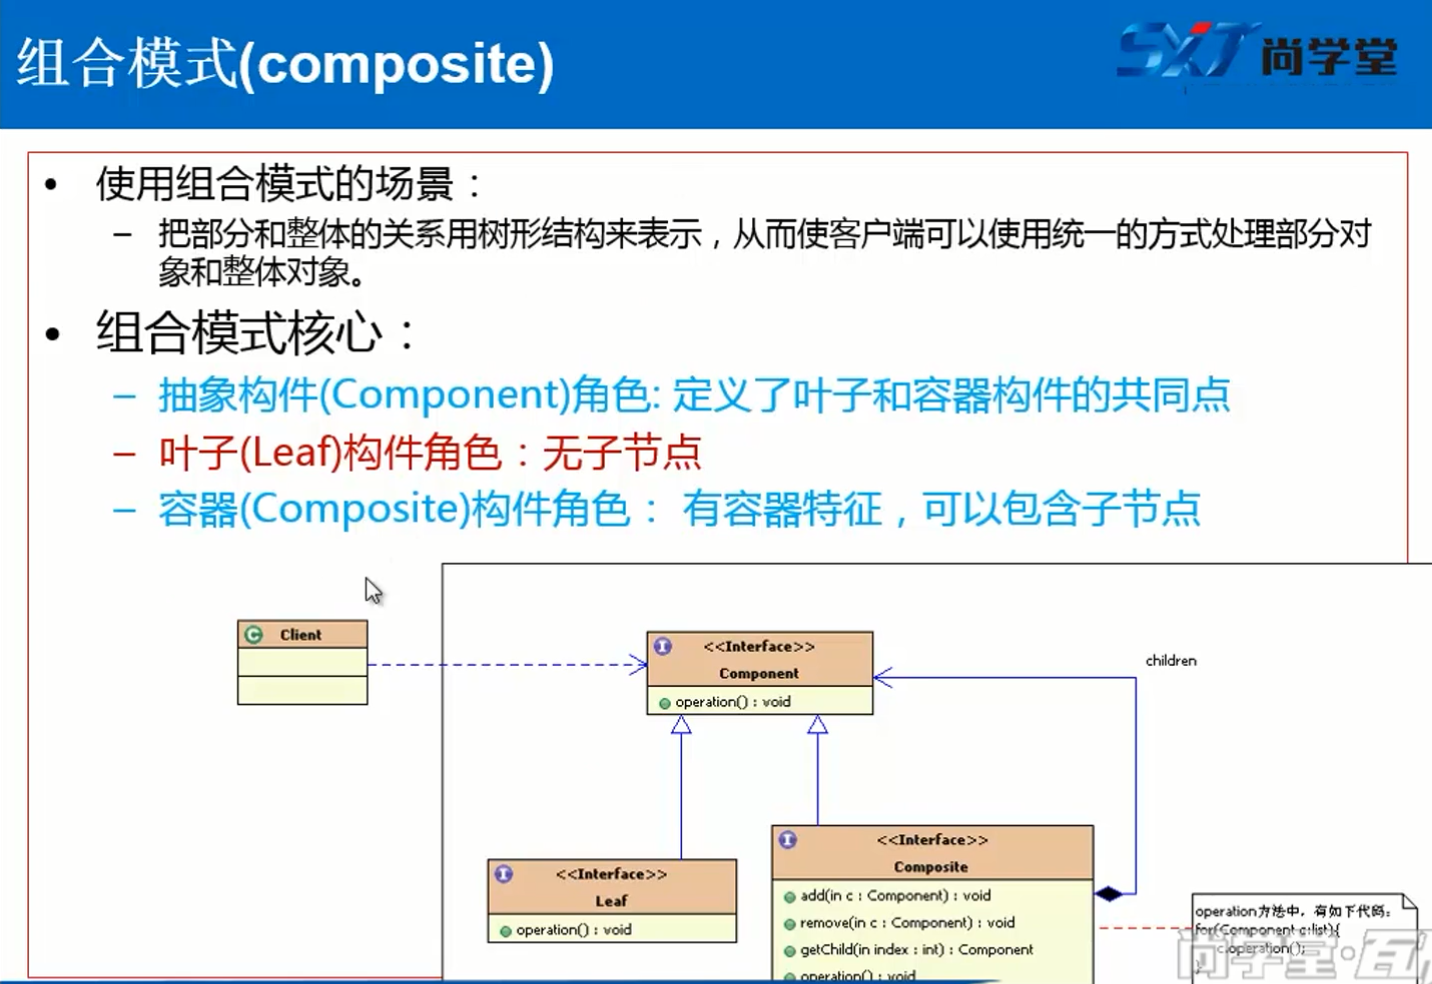 组合模式(composite)
SXT 尚学堂
• 使用组合模式的场景：
– 把部分和整体的关系用树形结构来表示，从而使客户端可以使用统一的方式处理部分对
象和整体对象。
• 组合模式核心：
– 抽象构件(Component)角色: 定义了叶子和容器构件的共同点
– 叶子(Leaf)构件角色：无子节点
– 容器(Composite)构件角色： 有容器特征，可以包含子节点
Client
<<Interface>>
Component
operation() : void
children
<<Interface>>
Leaf
operation() : void
<<Interface>>
Composite
add(in c : Component) : void
remove(in c : Component) : void
getChild(in index : int) : Component
operation() : void
operation方法中，有如下代码：
for(Component c:list){
c.operation();
}
尚学堂·瓦